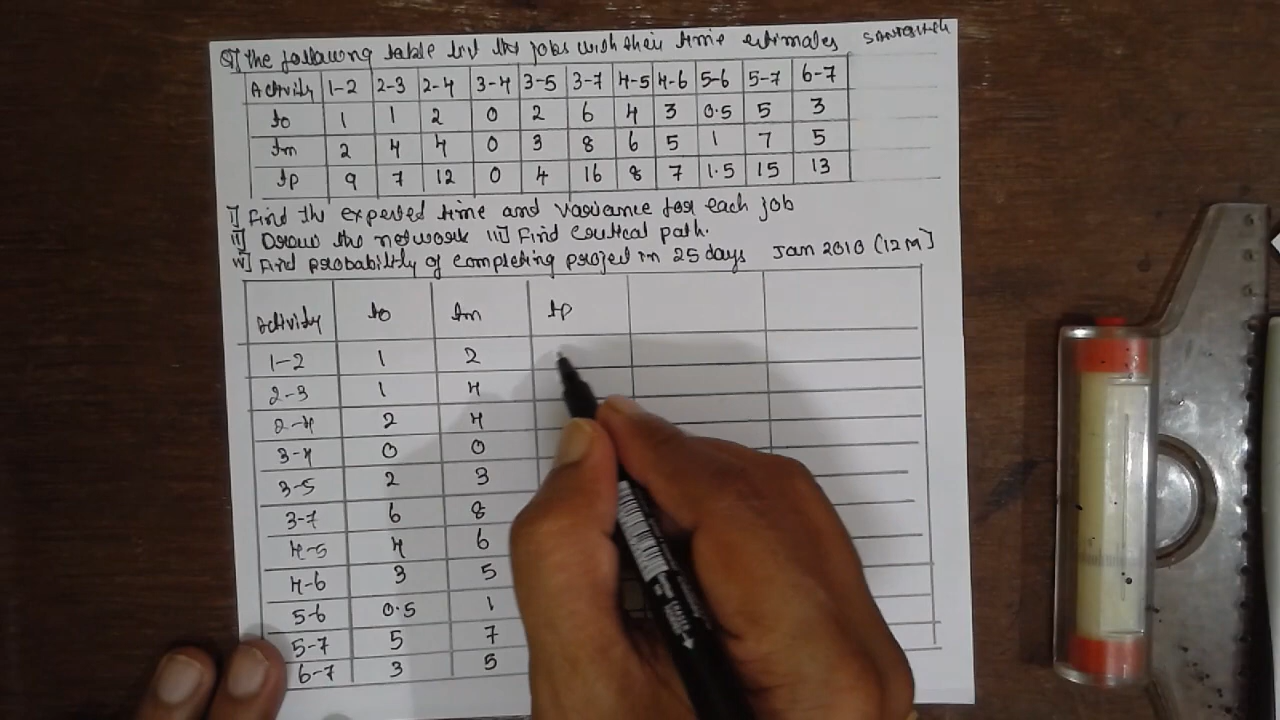 Q] The following table list the jobs with their time estimates SANTOSHCK
Activity 1-2 2-3 2-4 3-4 3-5 3-7 4-5 4-6 5-6 5-7 6-7
to 1 1 2 0 2 6 4 3 0.5 5 3
tm 2 4 4 0 3 8 6 5 1 7 5
tp 9 7 12 0 4 16 8 7 1.5 15 13
i] Find the expected time and variance for each job
ii] Draw the network iii] Find critical path.
iv] Find probability of completing project in 25 days Jan 2010 (12M]
activity to tm tp
1-2 1 2
2-3 1 4
2-4 2 4
3-4 0 0
3-5 2 3
3-7 6 8
4-5 4 6
4-6 3 5
5-6 0.5 1
5-7 5 7
6-7 3 5